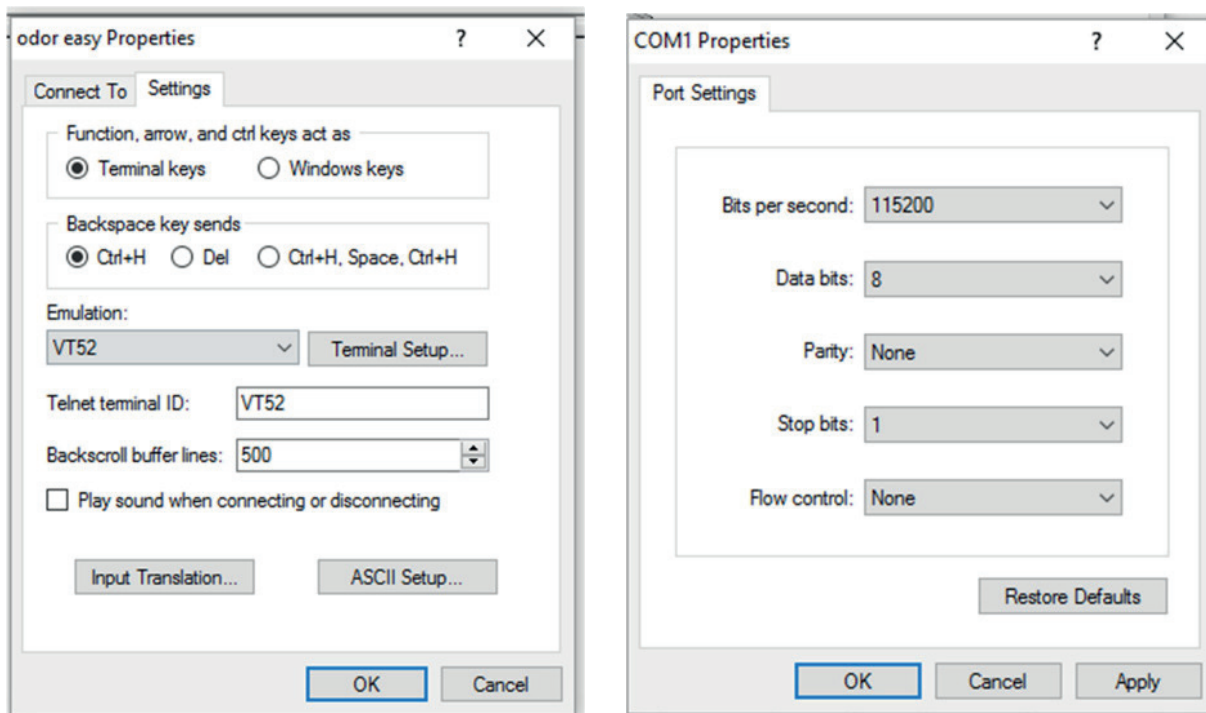 odor easy Properties ? X
Connect To Settings
Function, arrow, and ctrl keys act as
Terminal keys Windows keys
Backspace key sends
Ctrl+H Del Ctrl+H, Space, Ctrl+H
Emulation:
VT52 Terminal Setup...
Telnet terminal ID: VT52
Backscroll buffer lines: 500
Play sound when connecting or disconnecting
Input Translation... ASCII Setup...
OK Cancel
COM1 Properties ? X
Port Settings
Bits per second: 115200
Data bits: 8
Parity: None
Stop bits: 1
Flow control: None
Restore Defaults
OK Cancel Apply